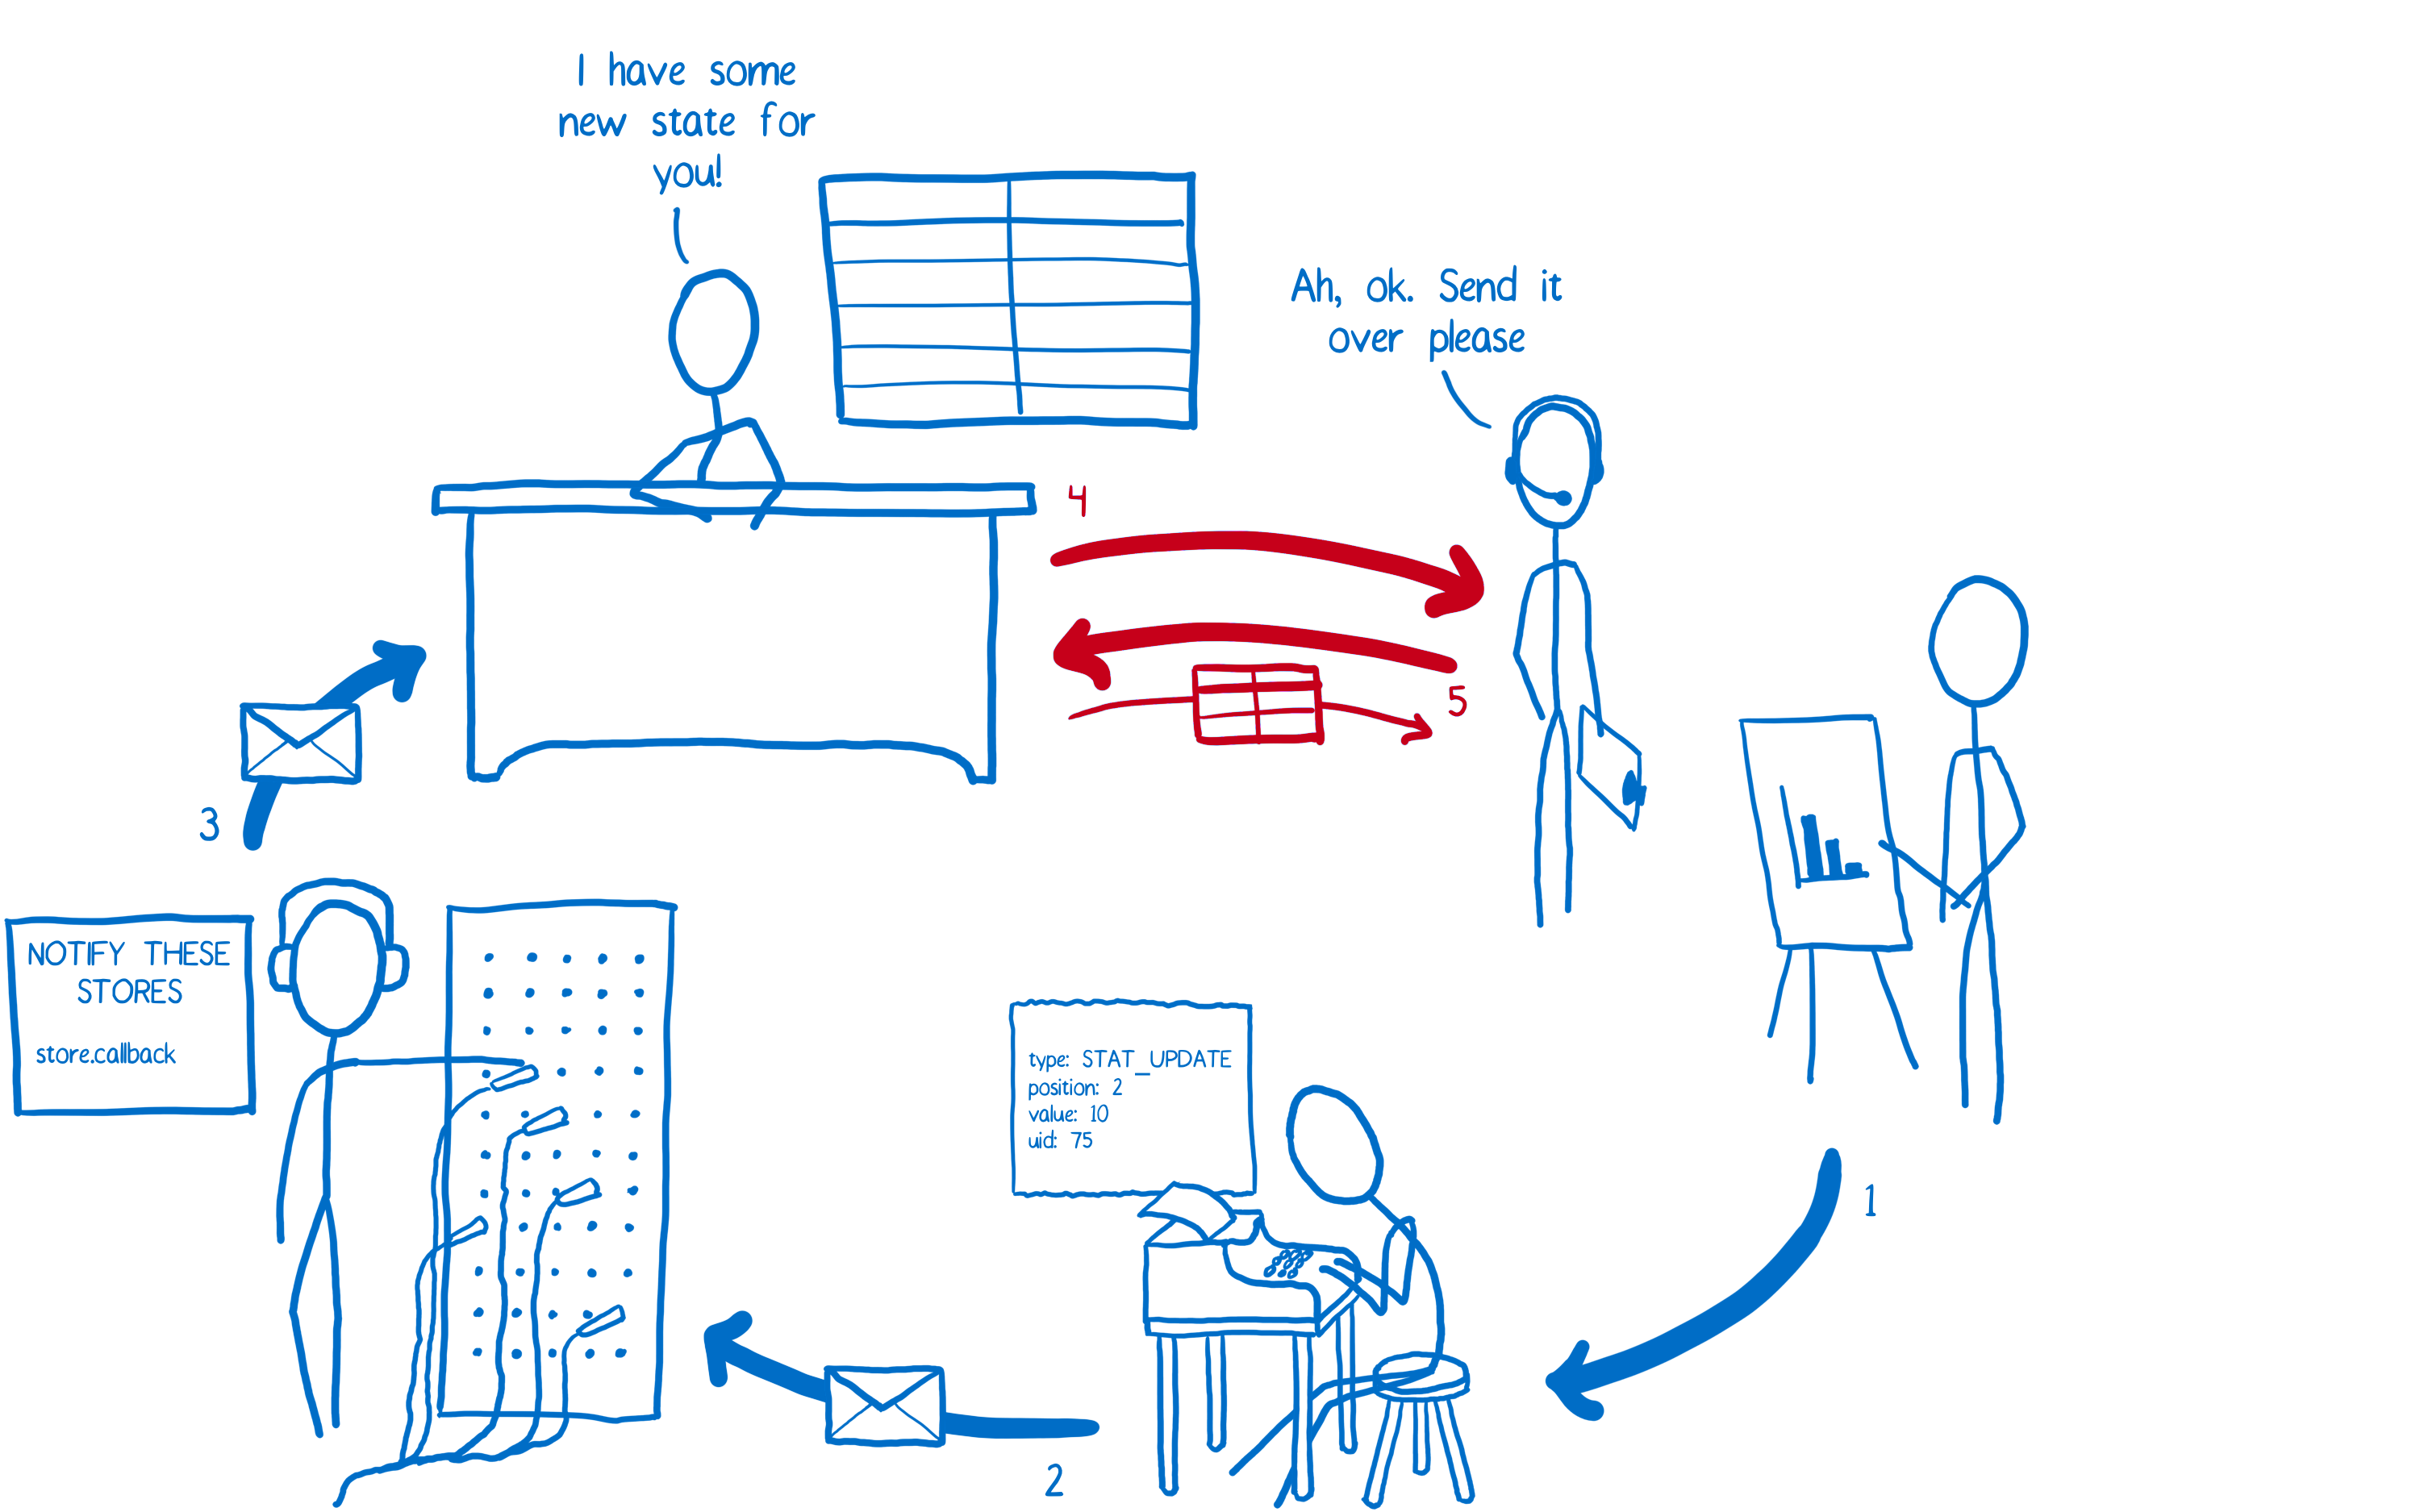 I have some
new state for
you!
Ah, ok. Send it
over please
4
5
3
NOTIFY THESE
STORES
store.callback
type: STAT_UPDATE
position: 2
value: 10
uid: 75
1
2